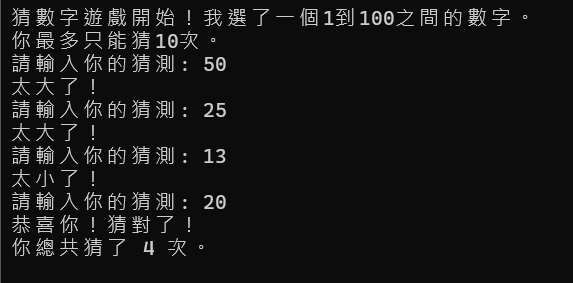 猜數字遊戲開始！我選了一個1到100之間的數字。
你最多只能猜10次。
請輸入你的猜測: 50
太大了！
請輸入你的猜測: 25
太大了！
請輸入你的猜測: 13
太小了！
請輸入你的猜測: 20
恭喜你！猜對了！
你總共猜了 4 次。